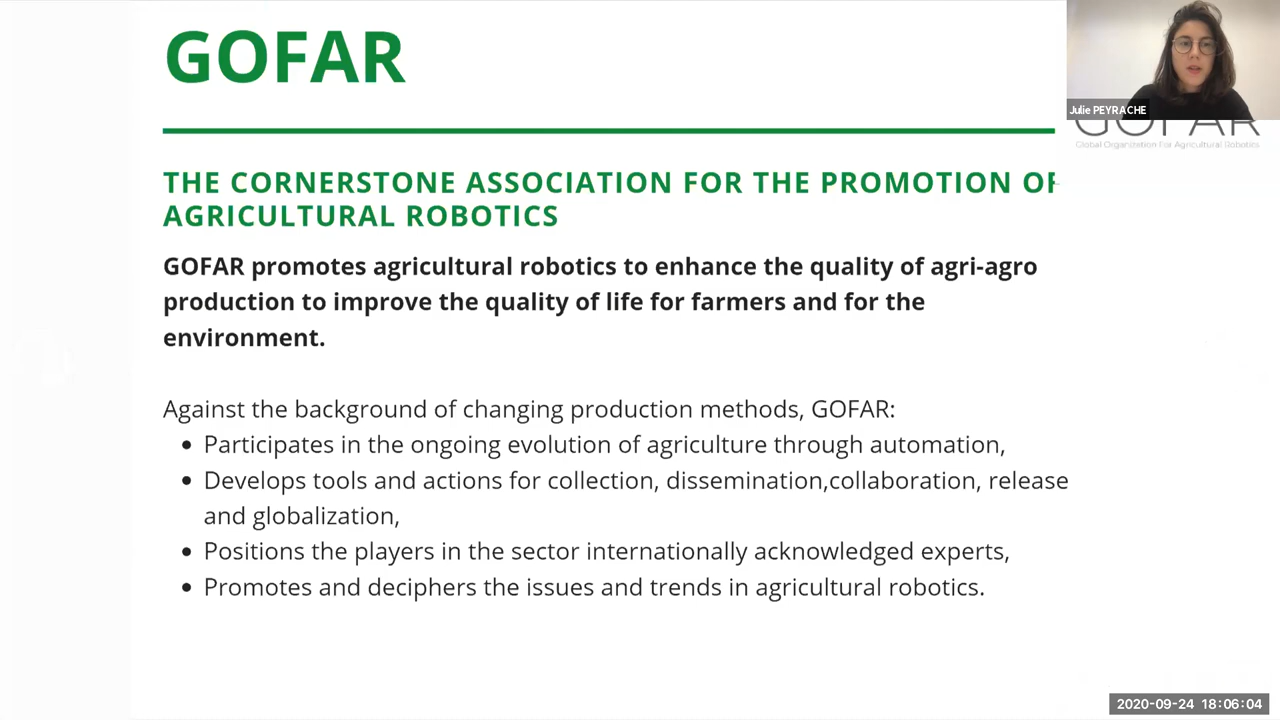 GOFAR
Julie PEYRACHE
GOFAR
Global Organization For Agricultural Robotics
THE CORNERSTONE ASSOCIATION FOR THE PROMOTION OF
AGRICULTURAL ROBOTICS
GOFAR promotes agricultural robotics to enhance the quality of agri-agro
production to improve the quality of life for farmers and for the
environment.
Against the background of changing production methods, GOFAR:
• Participates in the ongoing evolution of agriculture through automation,
• Develops tools and actions for collection, dissemination,collaboration, release
and globalization,
• Positions the players in the sector internationally acknowledged experts,
• Promotes and deciphers the issues and trends in agricultural robotics.
2020-09-24 18:06:04